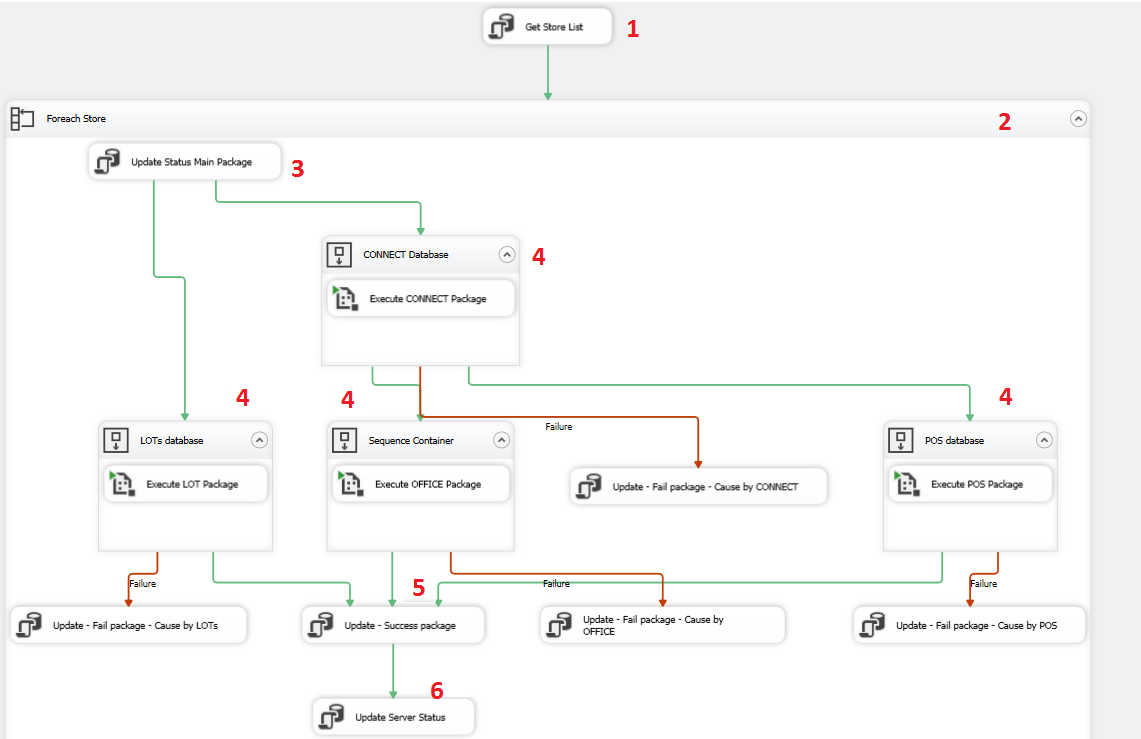 Get Store List
1
Foreach Store
2
Update Status Main Package
3
CONNECT Database
4
Execute CONNECT Package
4
4
4
Failure
LOTs database
Sequence Container
POS database
Execute LOT Package
Execute OFFICE Package
Update - Fail package - Cause by CONNECT
Execute POS Package
Failure
5
Failure
Failure
Update - Fail package - Cause by LOTs
Update - Success package
Update - Fail package - Cause by
OFFICE
Update - Fail package - Cause by POS
6
Update Server Status